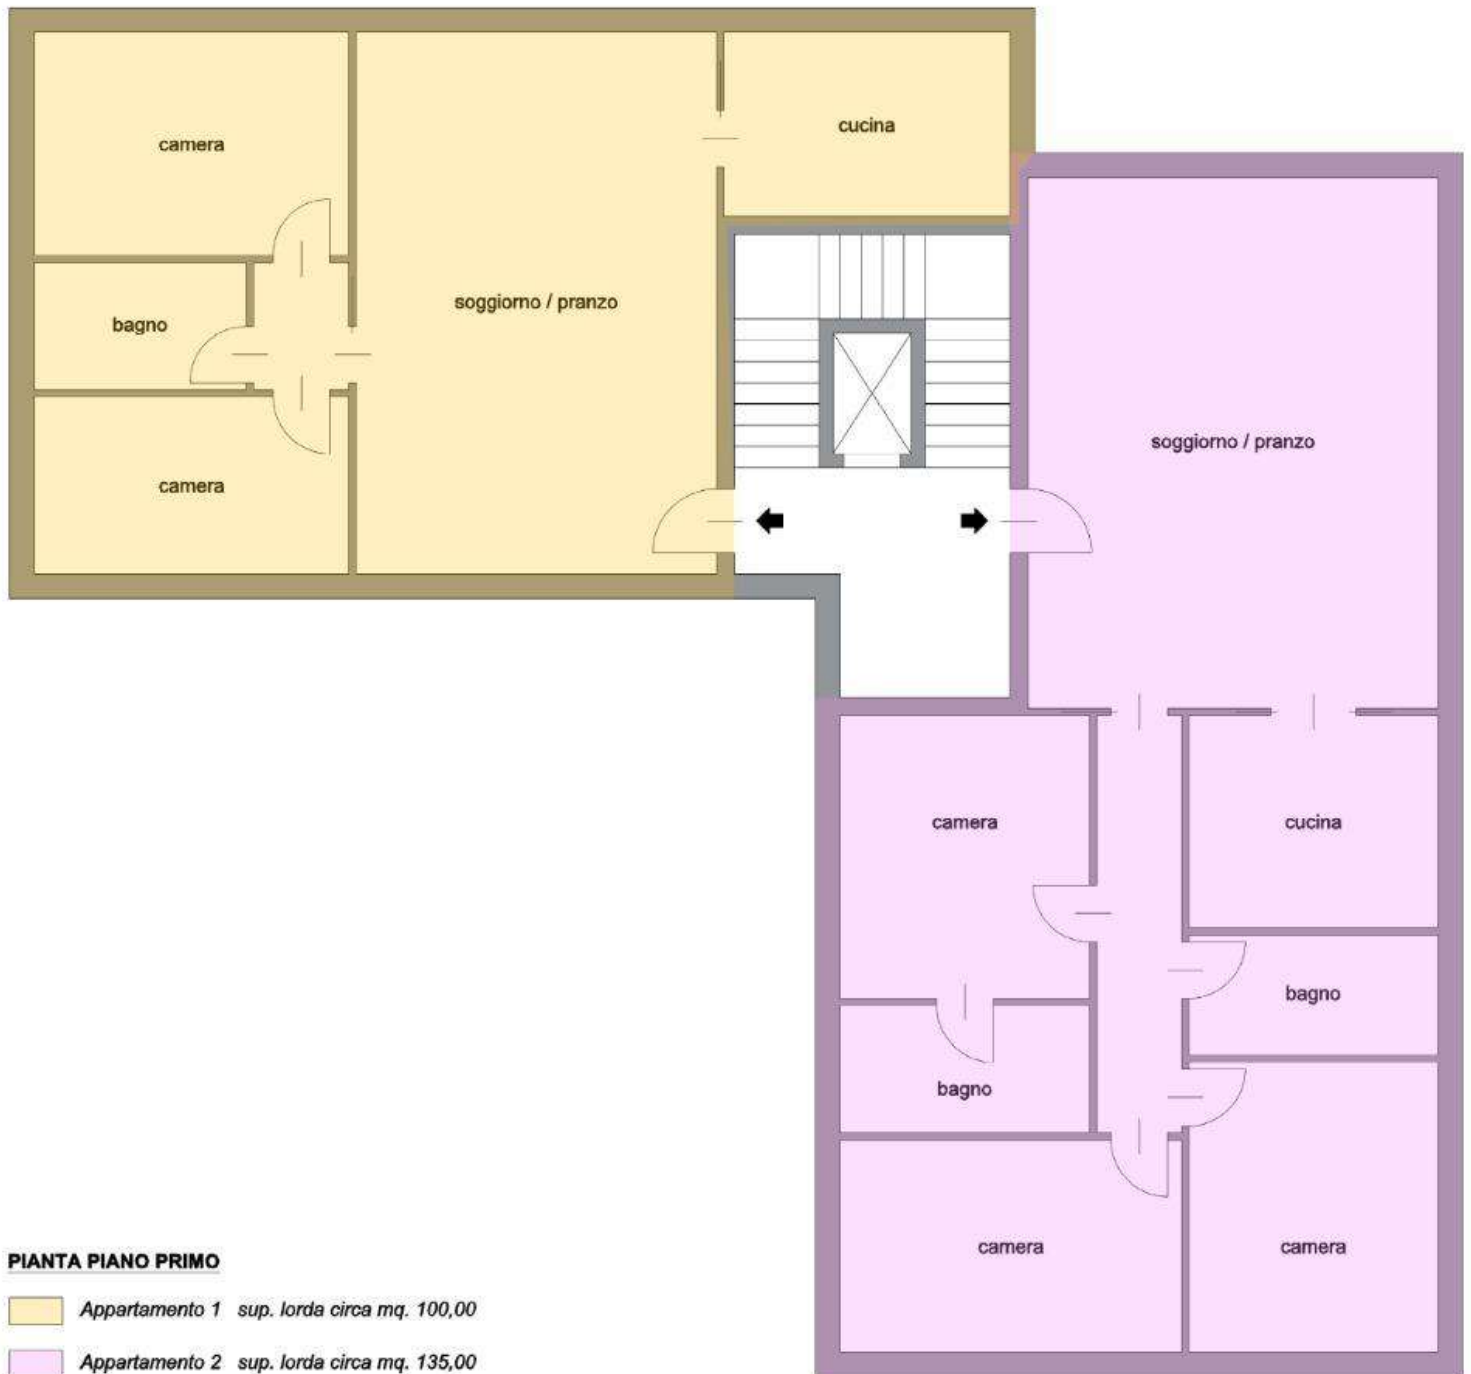 camera
cucina
soggiorno / pranzo
bagno
camera
soggiorno / pranzo
camera
cucina
bagno
bagno
camera
camera
PIANTA PIANO PRIMO
Appartamento 1 sup. lorda circa mq. 100,00
Appartamento 2 sup. lorda circa mq. 135,00